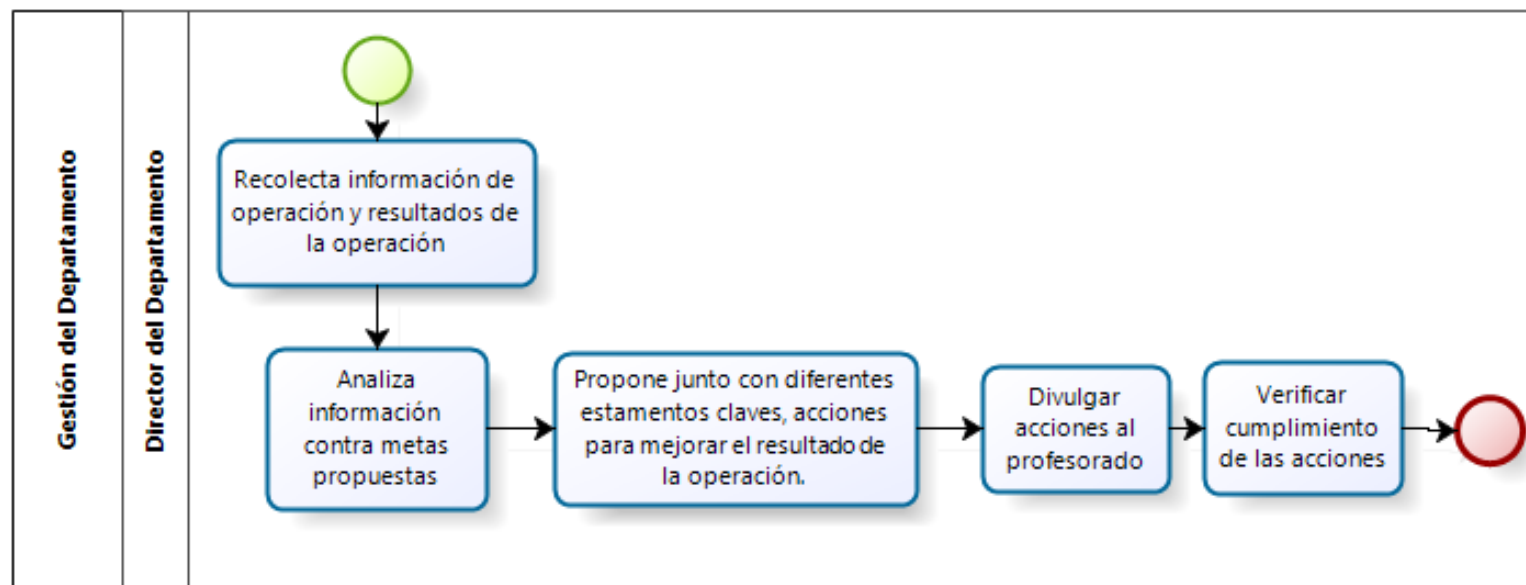 Gestión del Departamento
Director del Departamento
Recolecta información de
operación y resultados de
la operación
Analiza
información
contra metas
propuestas
Propone junto con diferentes
estamentos claves, acciones
para mejorar el resultado de
la operación.
Divulgar
acciones al
profesorado
Verificar
cumplimiento
de las acciones